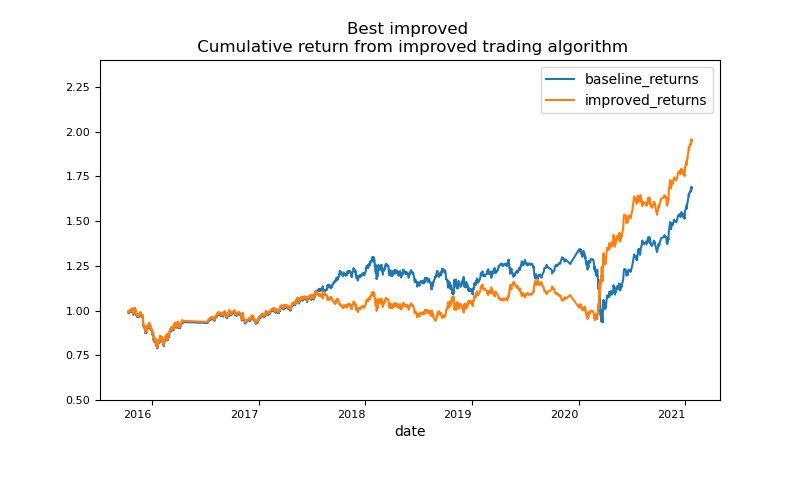 Best improved
Cumulative return from improved trading algorithm
baseline_returns
improved_returns
2.25
2.00
1.75
1.50
1.25
1.00
0.75
0.50
2016 2017 2018 2019 2020 2021
date